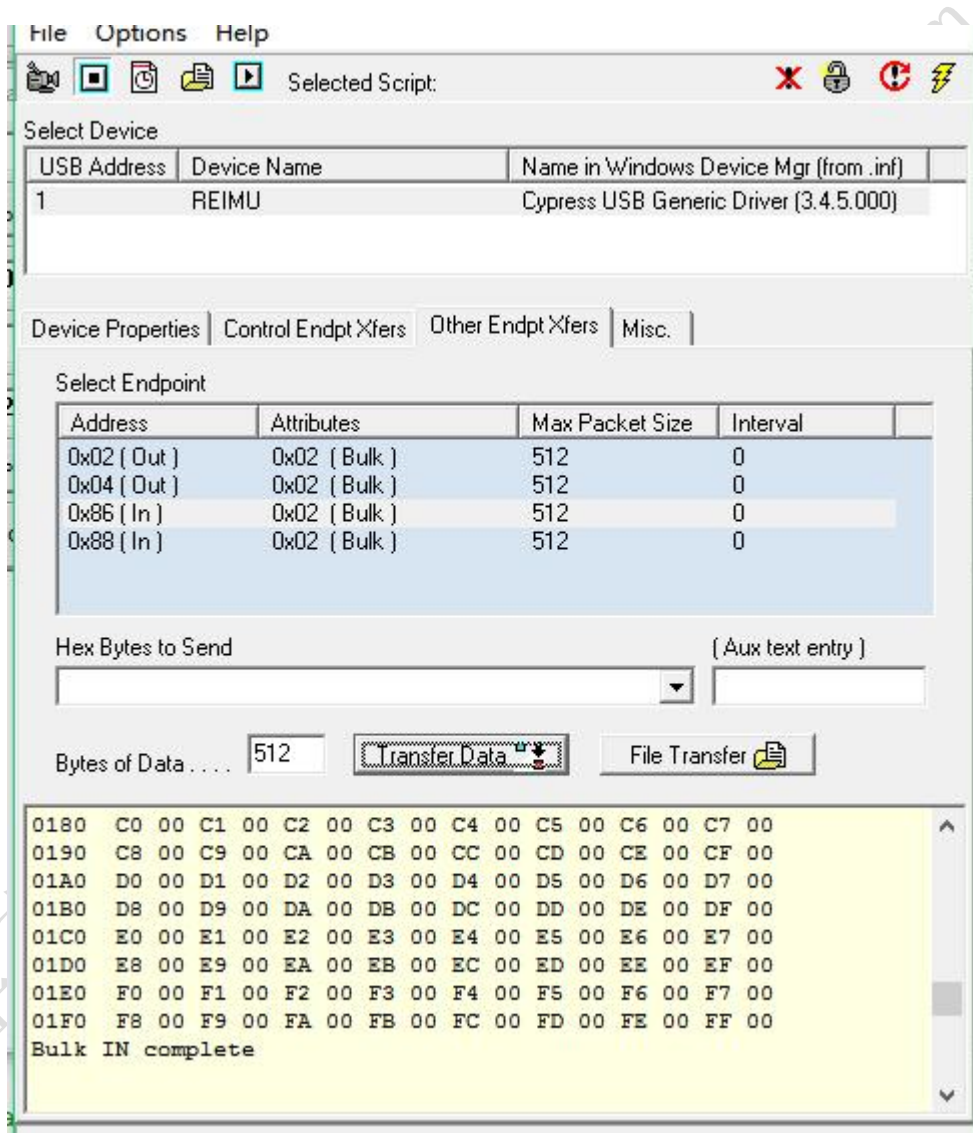 File Options Help
Selected Script:
Select Device
USB Address Device Name Name in Windows Device Mgr (from .inf)
1 REIMU Cypress USB Generic Driver (3.4.5.000)
Device Properties Control Endpt Xfers Other Endpt Xfers Misc.
Select Endpoint
Address Attributes Max Packet Size Interval
0x02 ( Out ) 0x02 ( Bulk ) 512 0
0x04 ( Out ) 0x02 ( Bulk ) 512 0
0x86 ( In ) 0x02 ( Bulk ) 512 0
0x88 ( In ) 0x02 ( Bulk ) 512 0
Hex Bytes to Send ( Aux text entry )
Bytes of Data . . . . 512 Transfer Data File Transfer
0180 C0 00 C1 00 C2 00 C3 00 C4 00 C5 00 C6 00 C7 00
0190 C8 00 C9 00 CA 00 CB 00 CC 00 CD 00 CE 00 CF 00
01A0 D0 00 D1 00 D2 00 D3 00 D4 00 D5 00 D6 00 D7 00
01B0 D8 00 D9 00 DA 00 DB 00 DC 00 DD 00 DE 00 DF 00
01C0 E0 00 E1 00 E2 00 E3 00 E4 00 E5 00 E6 00 E7 00
01D0 E8 00 E9 00 EA 00 EB 00 EC 00 ED 00 EE 00 EF 00
01E0 F0 00 F1 00 F2 00 F3 00 F4 00 F5 00 F6 00 F7 00
01F0 F8 00 F9 00 FA 00 FB 00 FC 00 FD 00 FE 00 FF 00
Bulk IN complete